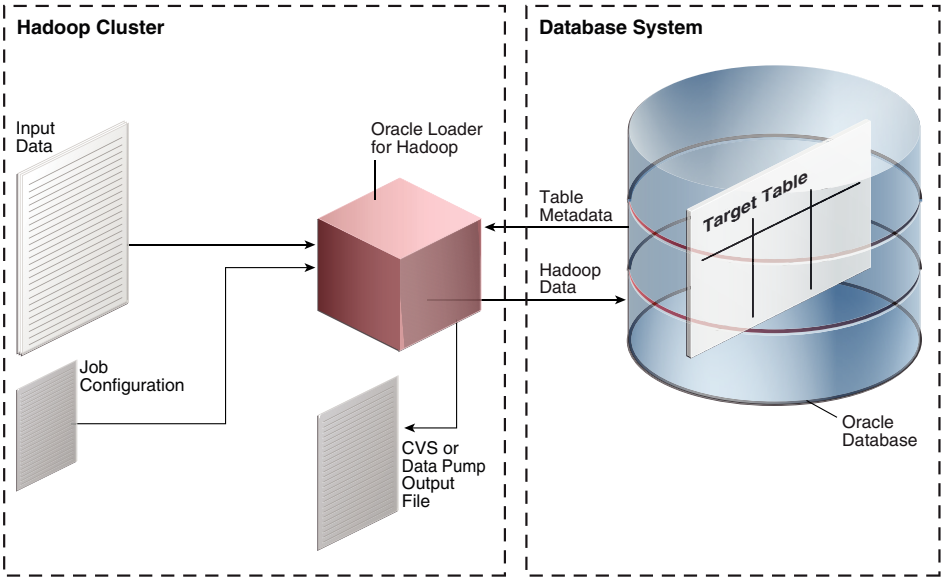 Hadoop Cluster
Database System
Input
Data
Oracle Loader
for Hadoop
Table
Metadata
Target Table
Hadoop
Data
Job
Configuration
CVS or
Data Pump
Output
File
Oracle
Database